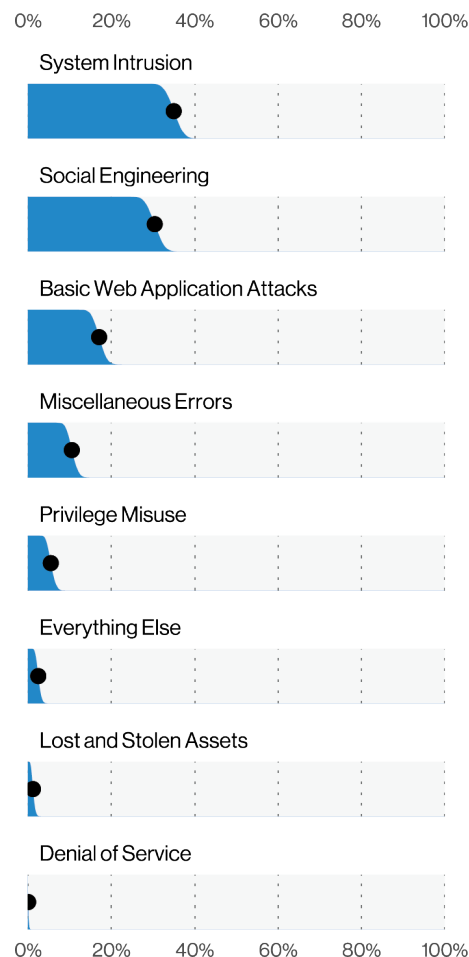 0% 20% 40% 60% 80% 100%
System Intrusion
Social Engineering
Basic Web Application Attacks
Miscellaneous Errors
Privilege Misuse
Everything Else
Lost and Stolen Assets
Denial of Service
0% 20% 40% 60% 80% 100%